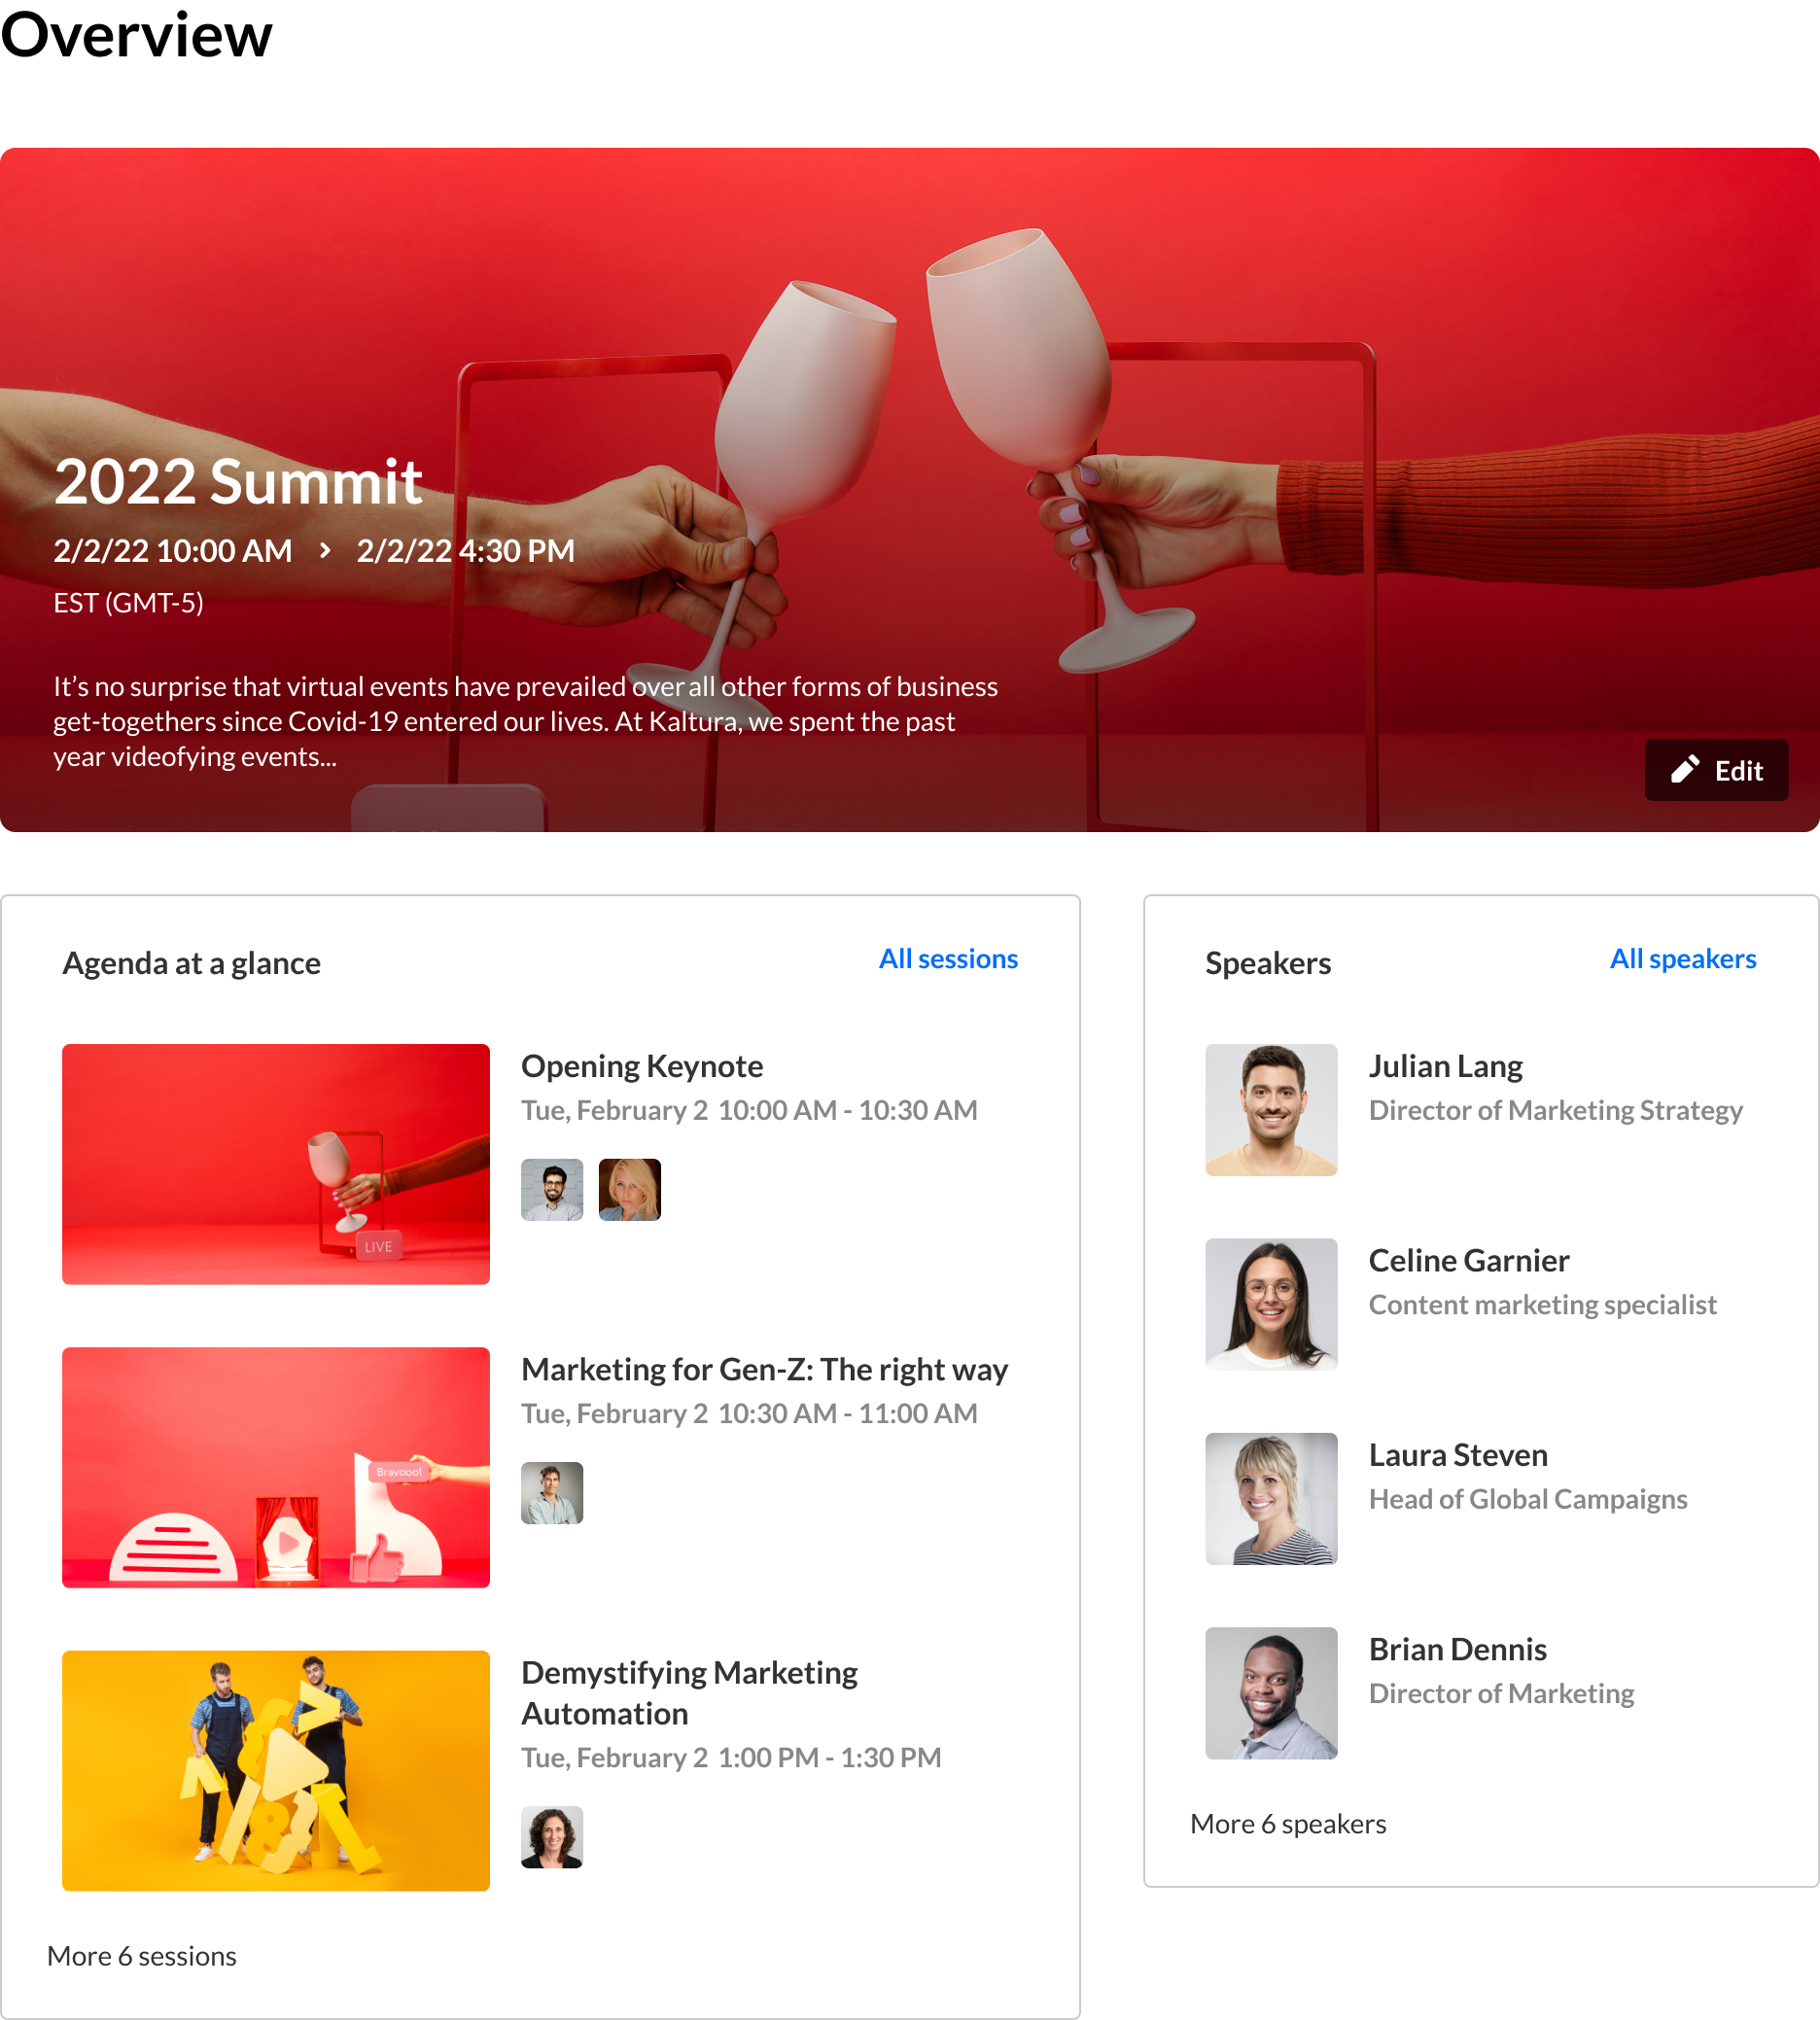 Overview
2022 Summit
2/2/22 10:00 AM > 2/2/22 4:30 PM
EST (GMT-5)
It’s no surprise that virtual events have prevailed over all other forms of business
get-togethers since Covid-19 entered our lives. At Kaltura, we spent the past
year videofying events...
Edit
Agenda at a glance
All sessions
LIVE
Opening Keynote
Tue, February 2 10:00 AM - 10:30 AM
Bravooo!
Marketing for Gen-Z: The right way
Tue, February 2 10:30 AM - 11:00 AM
Demystifying Marketing
Automation
Tue, February 2 1:00 PM - 1:30 PM
More 6 sessions
Speakers
All speakers
Julian Lang
Director of Marketing Strategy
Celine Garnier
Content marketing specialist
Laura Steven
Head of Global Campaigns
Brian Dennis
Director of Marketing
More 6 speakers